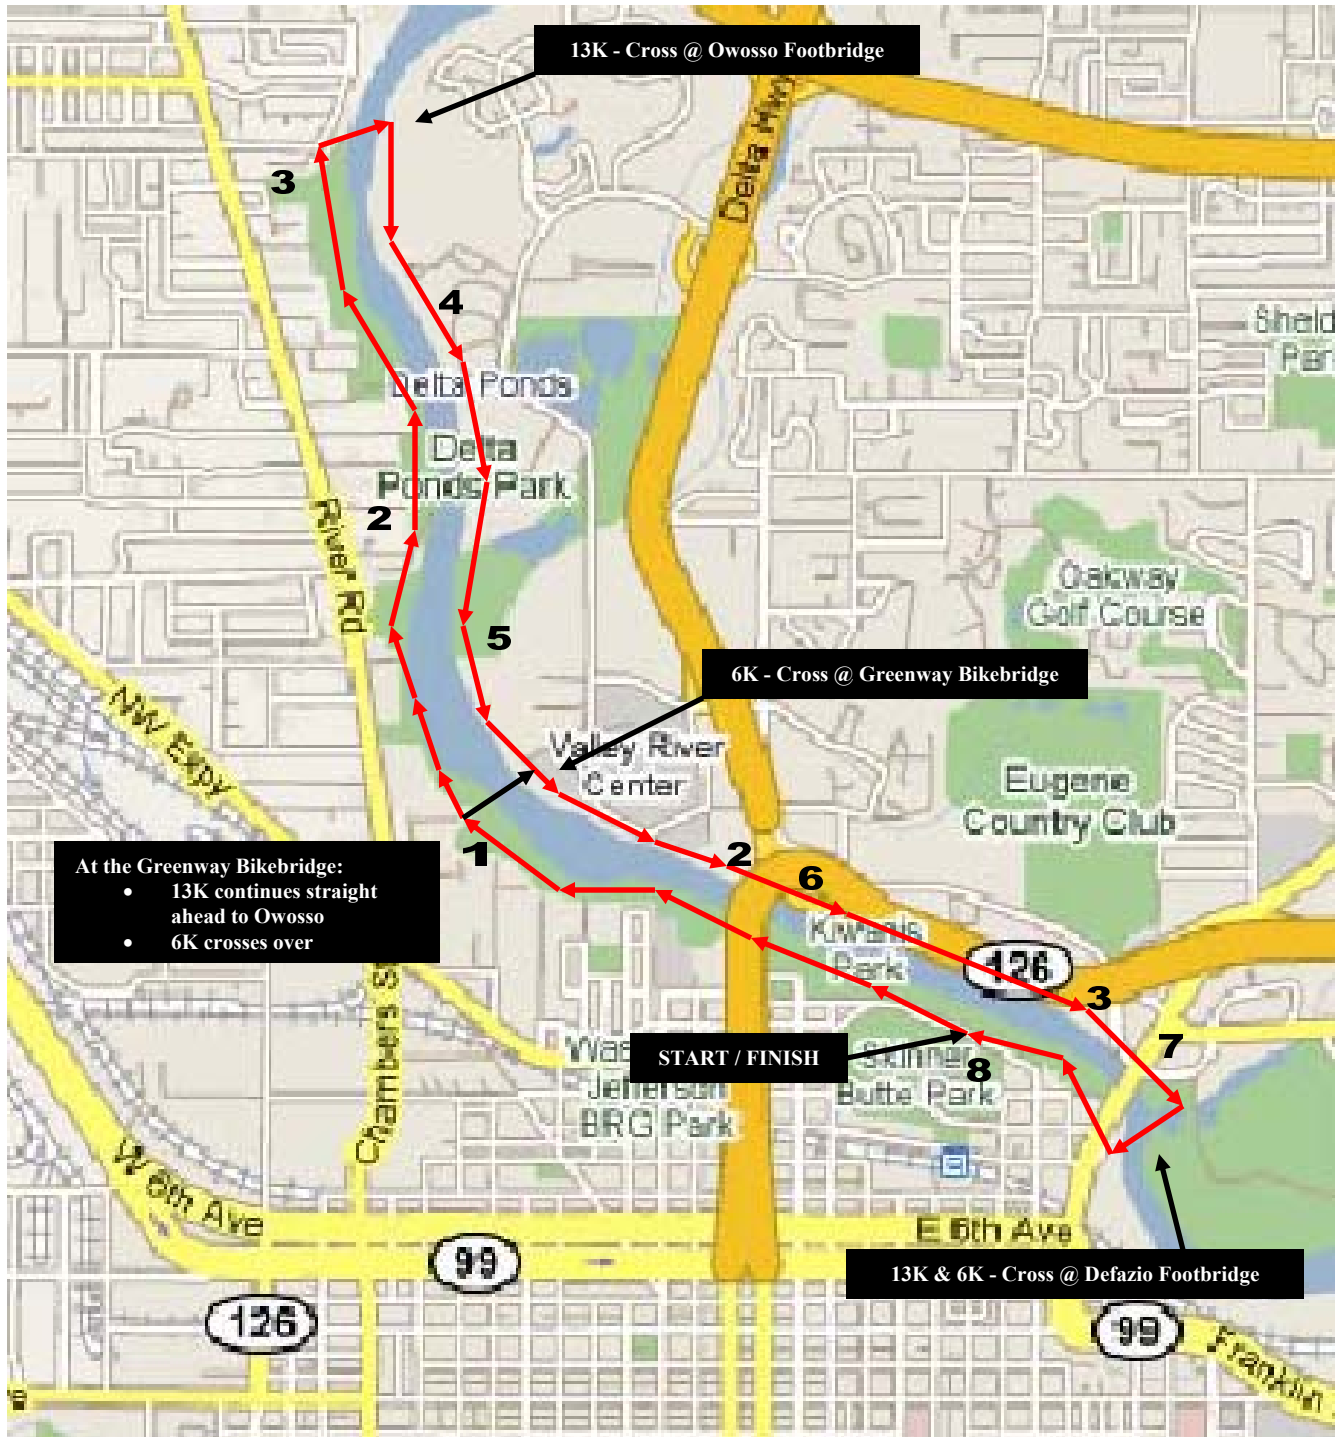 13K - Cross @ Owosso Footbridge
Delta Hwy
3
4
Sheld
Par
Delta Ponds
Delta
Ponds Park
2
River Rd
Oakway
Golf Course
5
6K - Cross @ Greenway Bikebridge
NW Expy
Valley River
Center
Eugene
Country Club
1
2
6
At the Greenway Bikebridge:
• 13K continues straight
ahead to Owosso
• 6K crosses over
Kiwanis
Park
126
3
7
START / FINISH
8
Skinner
Butte Park
Was
Jefferson
BRG Park
Chambers S
W 6th Ave
E 6th Ave
99
13K & 6K - Cross @ Defazio Footbridge
126
99
Franklin